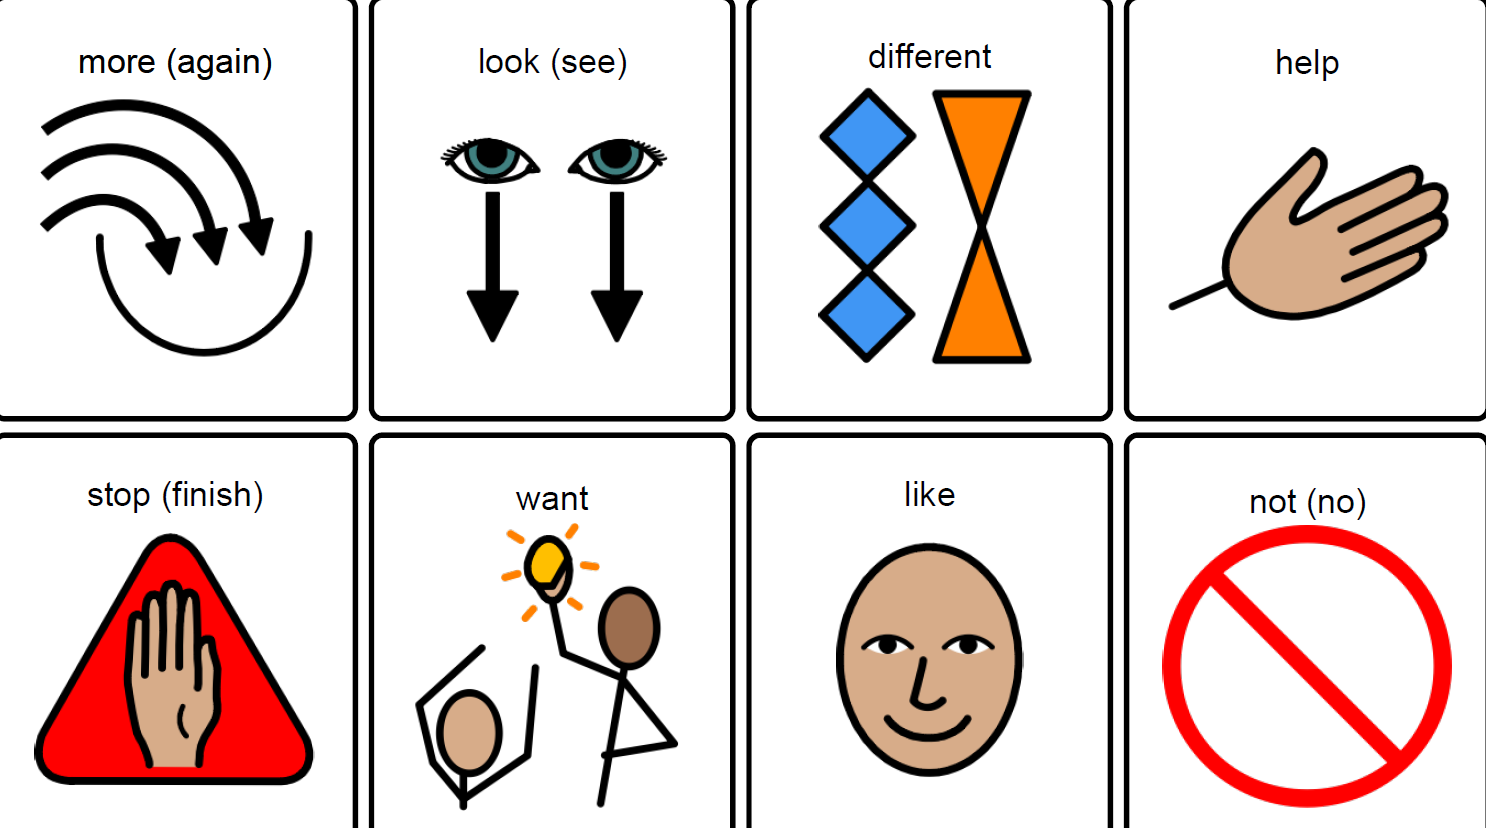 more (again)
look (see)
different
help
stop (finish)
want
like
not (no)